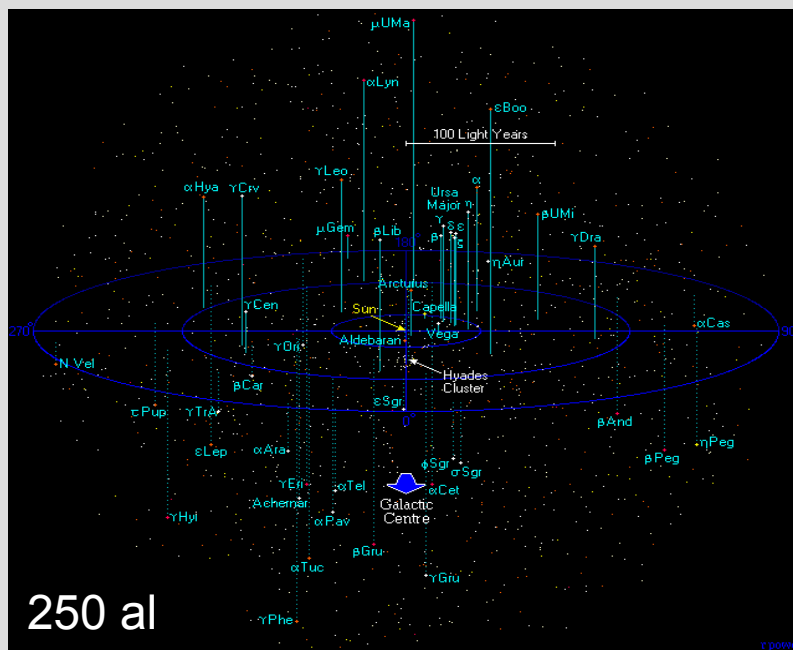 μUMa
αLyn
εBoo
100 Light Years
γLeo
αHya
γCrv
α
Ursa
Major
η
μGem
βLib
γ
δ
ε
β
ζ
βUMi
γDra
180°
ηAur
Arcturus
γCen
Capella
Sun
270°
αCas
Vega
γOri
Aldebaran
N Vel
Hyades
Cluster
βCar
εSgr
γTrA
0°
βAnd
εLep
ηPeg
αAra
βPeg
φSgr
σSgr
γEri
αTel
αCet
Achernar
Galactic
Centre
γHyi
αPav
βGru
αTuc
γGru
250 al
γPhe